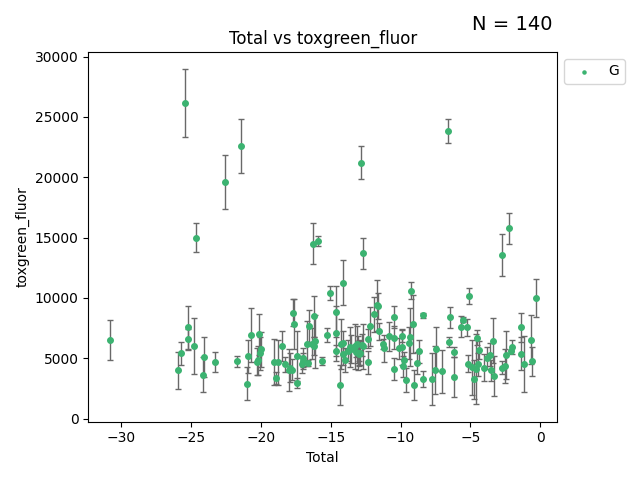 N = 140
Total vs toxgreen_fluor
G
30000
25000
20000
15000
10000
5000
0
toxgreen_fluor
−30 −25 −20 −15 −10 −5 0
Total